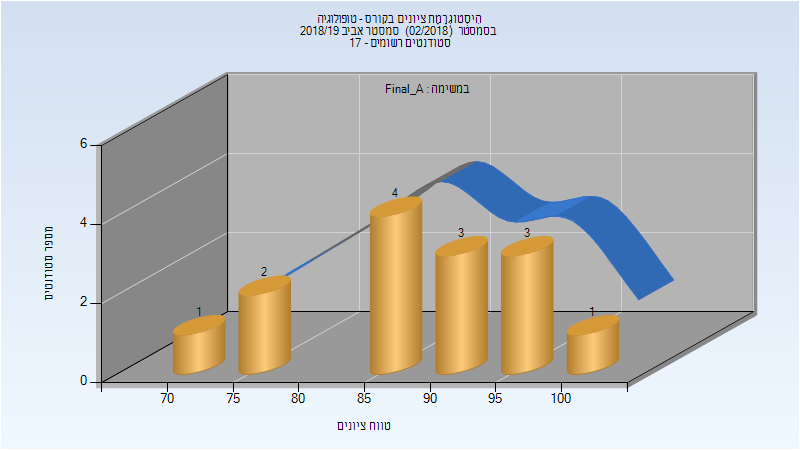 היסטוגרמת ציונים בקורס - טופולוגיה
בסמסטר (02/2018) סמסטר אביב 2018/19
סטודנטים רשומים - 17
במשימה : Final_A
מספר סטודנטים
6
4
2
0
1
2
4
3
3
1
70
75
80
85
90
95
100
טווח ציונים